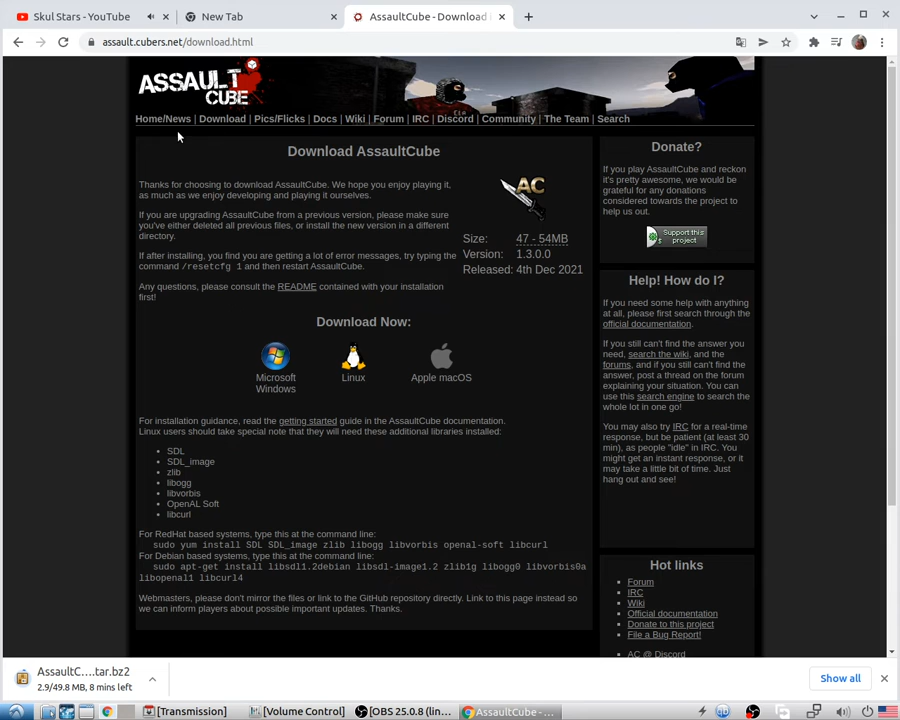 Skul Stars - YouTube
New Tab
AssaultCube - Download
assault.cubers.net/download.html
ASSAULT
CUBE
Home/News | Download | Pics/Flicks | Docs | Wiki | Forum | IRC | Discord | Community | The Team | Search
Download AssaultCube
Thanks for choosing to download AssaultCube. We hope you enjoy playing it,
as much as we enjoy developing and playing it ourselves.
If you are upgrading AssaultCube from a previous version, please make sure
you've either deleted all previous files, or install the new version in a different
directory.
If after installing, you find you are getting a lot of error messages, try typing the
command /resetcfg 1 and then restart AssaultCube.
Any questions, please consult the README contained with your installation
first!
AC
Size: 47 - 54MB
Version: 1.3.0.0
Released: 4th Dec 2021
Download Now:
Microsoft
Windows
Linux
Apple macOS
For installation guidance, read the getting started guide in the AssaultCube documentation.
Linux users should take special note that they will need these additional libraries installed:
• SDL
• SDL_image
• zlib
• libogg
• libvorbis
• OpenAL Soft
• libcurl
For RedHat based systems, type this at the command line:
sudo yum install SDL SDL_image zlib libogg libvorbis openal-soft libcurl
For Debian based systems, type this at the command line:
sudo apt-get install libsdl1.2debian libsdl-image1.2 zlib1g libogg0 libvorbis0a
libopenal1 libcurl4
Webmasters, please don't mirror the files or link to the GitHub repository directly. Link to this page instead so
we can inform players about possible important updates. Thanks.
Donate?
If you play AssaultCube and reckon
it's pretty awesome, we would be
grateful for any donations
considered towards the project to
help us out.
Support this
project
Help! How do I?
If you need some help with anything
at all, please first search through the
official documentation.
If you still can't find the answer you
need, search the wiki, and the
forums, and if you still can't find the
answer, post a thread on the forum
explaining your situation. You can
use this search engine to search the
whole lot in one go!
You may also try IRC for a real-time
response, but be patient (at least 30
min), as people "idle" in IRC. You
might get an instant response, or it
may take a little bit of time. Just
hang out and see!
Hot links
• Forum
• IRC
• Wiki
• Official documentation
• Donate to this project
• File a Bug Report!
• AC @ Discord
AssaultC....tar.bz2
2.9/49.8 MB, 8 mins left
Show all
[Transmission]
[Volume Control]
[OBS 25.0.8 (lin...
AssaultCube - ...